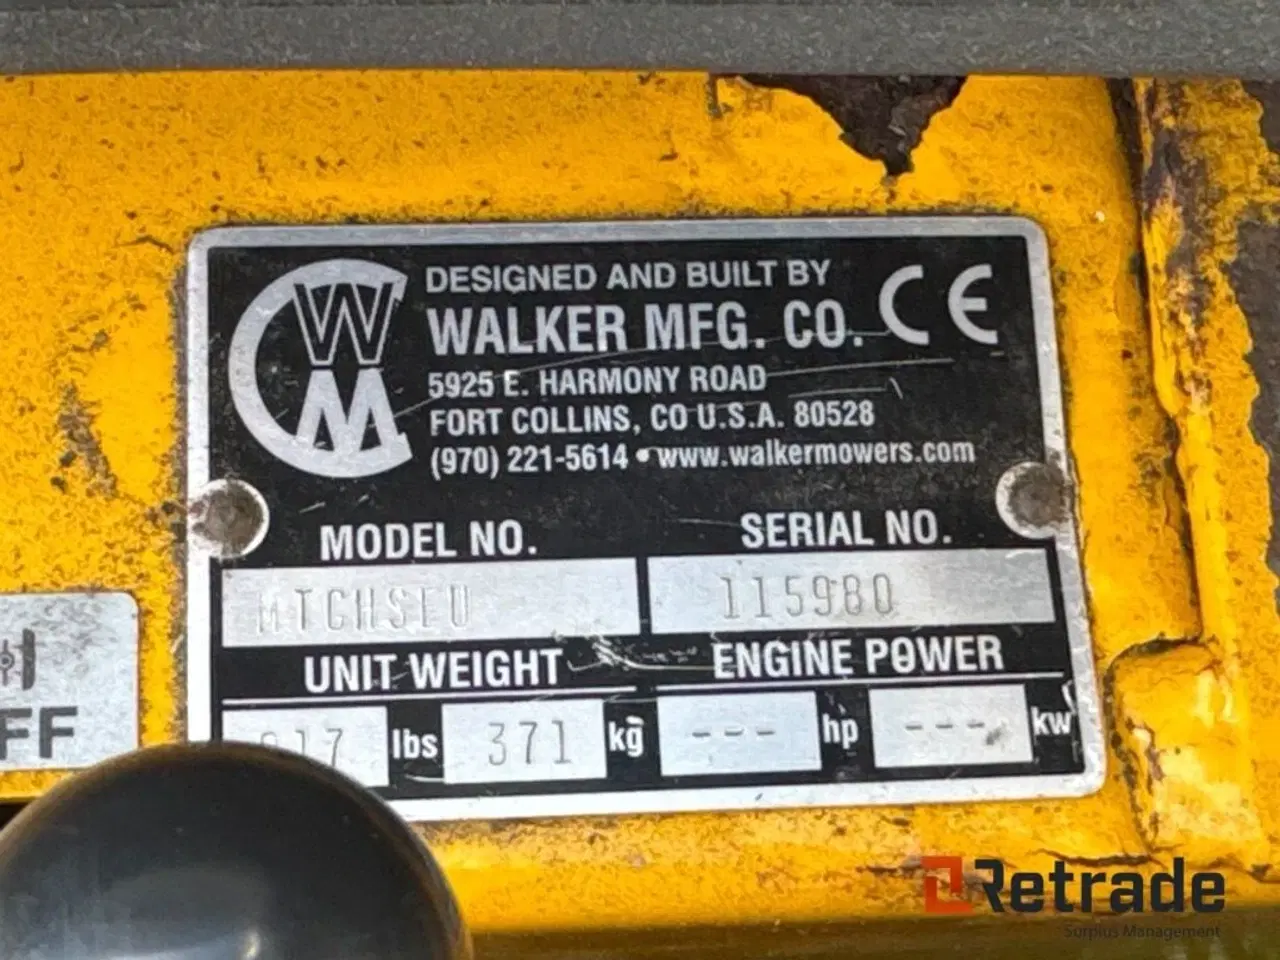 DESIGNED AND BUILT BY
WALKER MFG. CO. CE
5925 E. HARMONY ROAD
FORT COLLINS, CO U.S.A. 80528
(970) 221-5614 • www.walkermowers.com
MODEL NO. SERIAL NO.
MTGHSEU 115980
UNIT WEIGHT ENGINE POWER
817 lbs 371 kg --- hp --- kw
FF
Retrade
Surplus Management